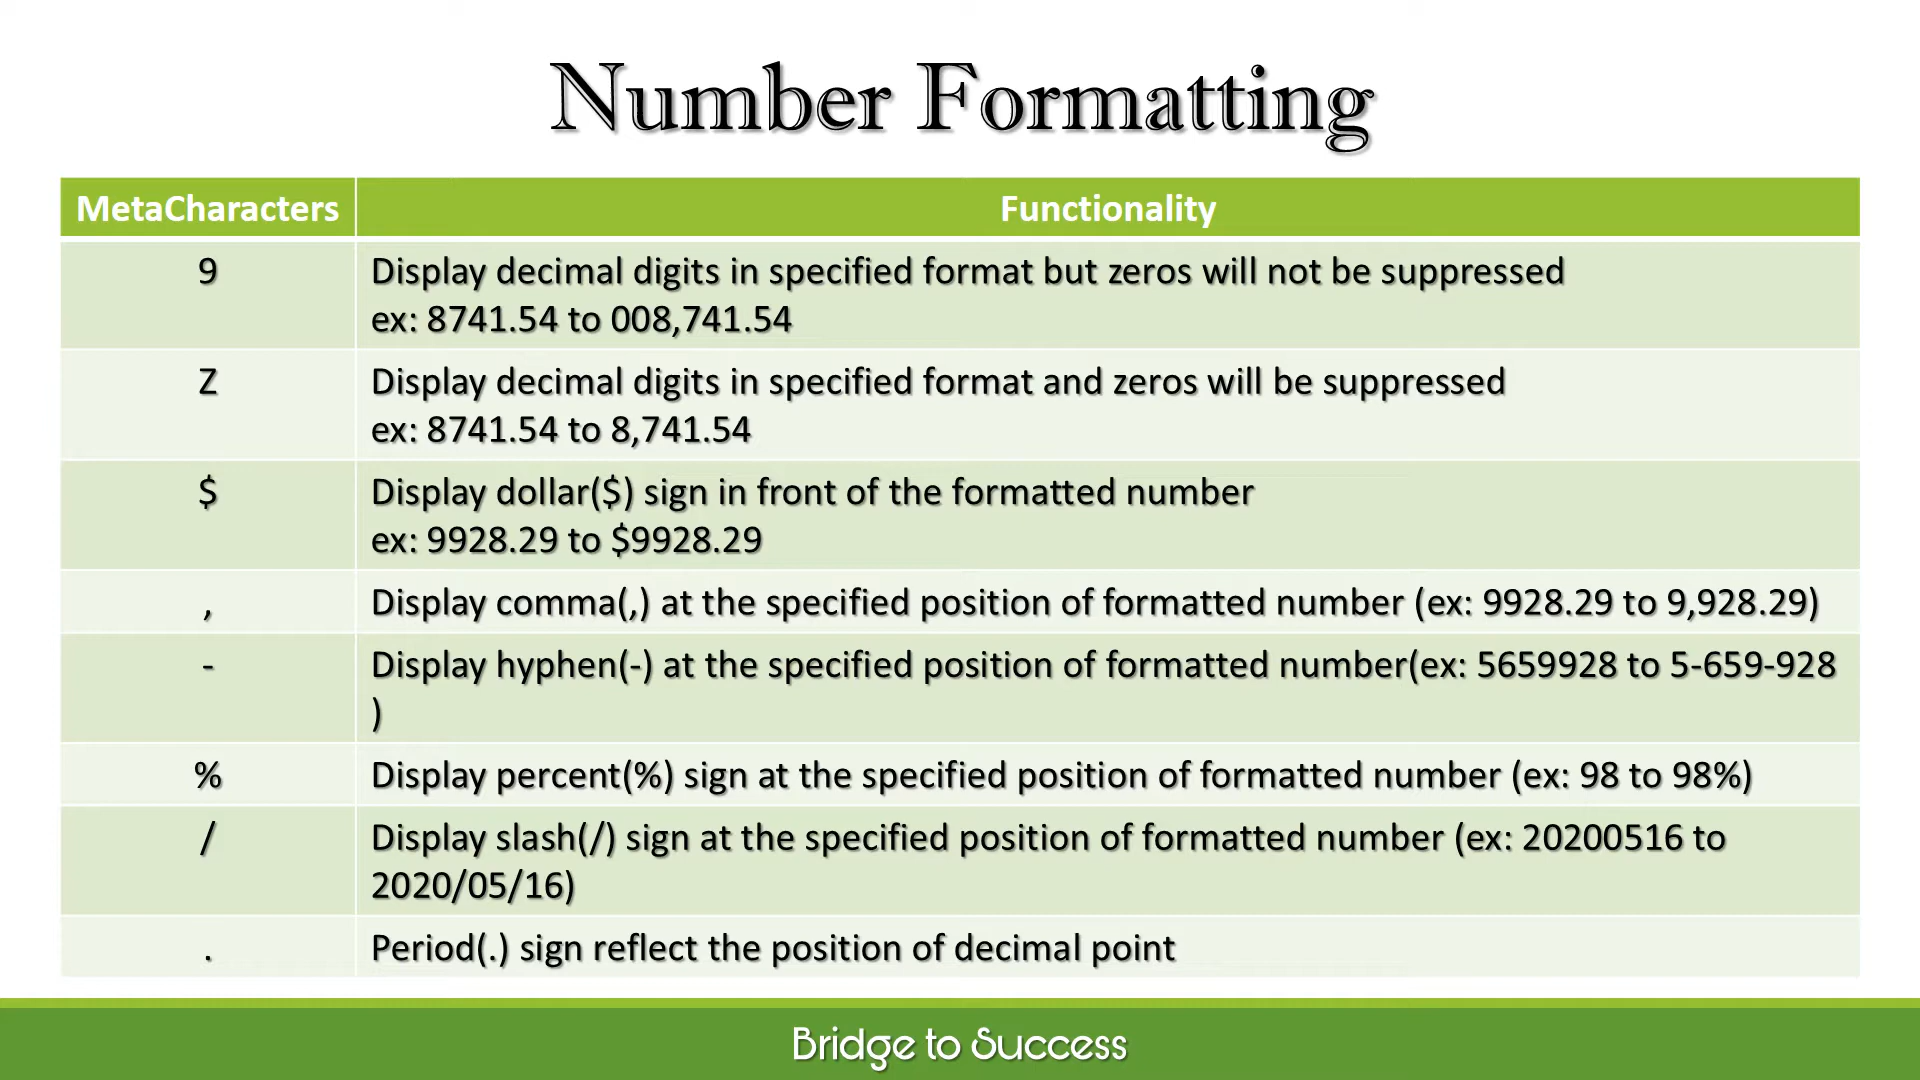 Number Formatting
MetaCharacters
Functionality
9
Display decimal digits in specified format but zeros will not be suppressed
ex: 8741.54 to 008,741.54
Z
Display decimal digits in specified format and zeros will be suppressed
ex: 8741.54 to 8,741.54
$
Display dollar($) sign in front of the formatted number
ex: 9928.29 to $9928.29
,
Display comma(,) at the specified position of formatted number (ex: 9928.29 to 9,928.29)
-
Display hyphen(-) at the specified position of formatted number(ex: 5659928 to 5-659-928
)
%
Display percent(%) sign at the specified position of formatted number (ex: 98 to 98%)
/
Display slash(/) sign at the specified position of formatted number (ex: 20200516 to
2020/05/16)
.
Period(.) sign reflect the position of decimal point
Bridge to Success